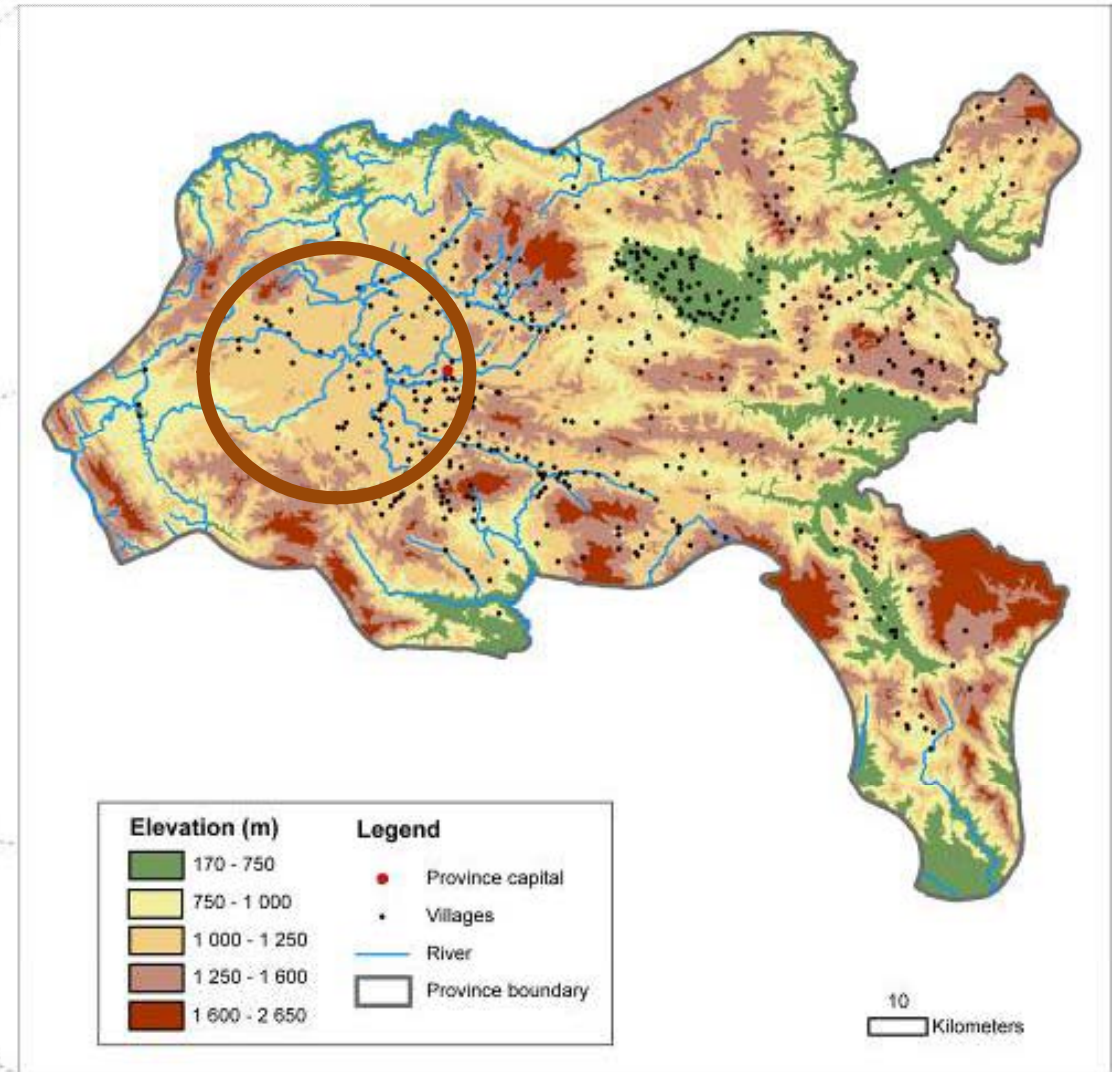 Elevation (m)
170 - 750
750 - 1 000
1 000 - 1 250
1 250 - 1 600
1 600 - 2 650
Legend
Province capital
Villages
River
Province boundary
10
Kilometers